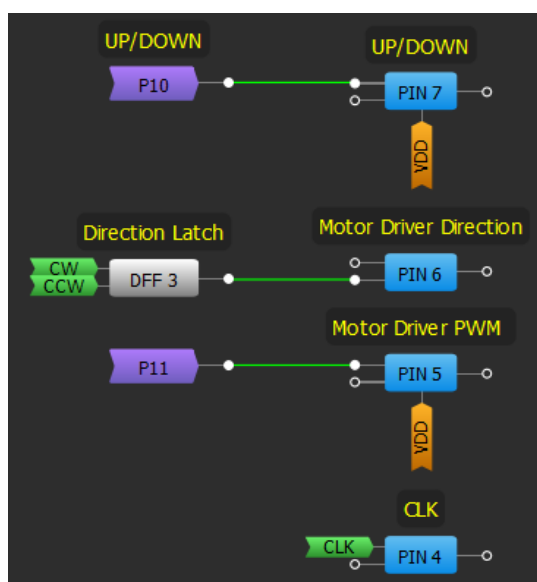 UP/DOWN
UP/DOWN
P10
PIN 7
VDD
Direction Latch
Motor Driver Direction
CW
CCW
DFF 3
PIN 6
Motor Driver PWM
P11
PIN 5
VDD
CLK
CLK
PIN 4